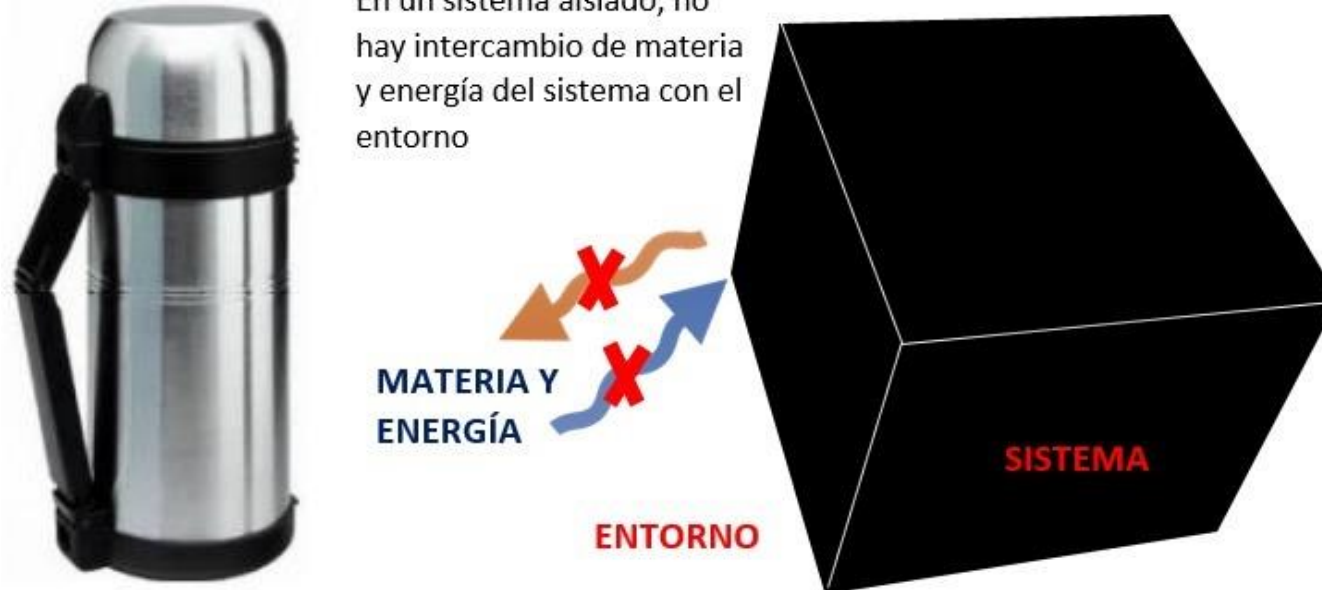 En un sistema aislado, no
hay intercambio de materia
y energía del sistema con el
entorno
MATERIA Y
ENERGÍA
SISTEMA
ENTORNO